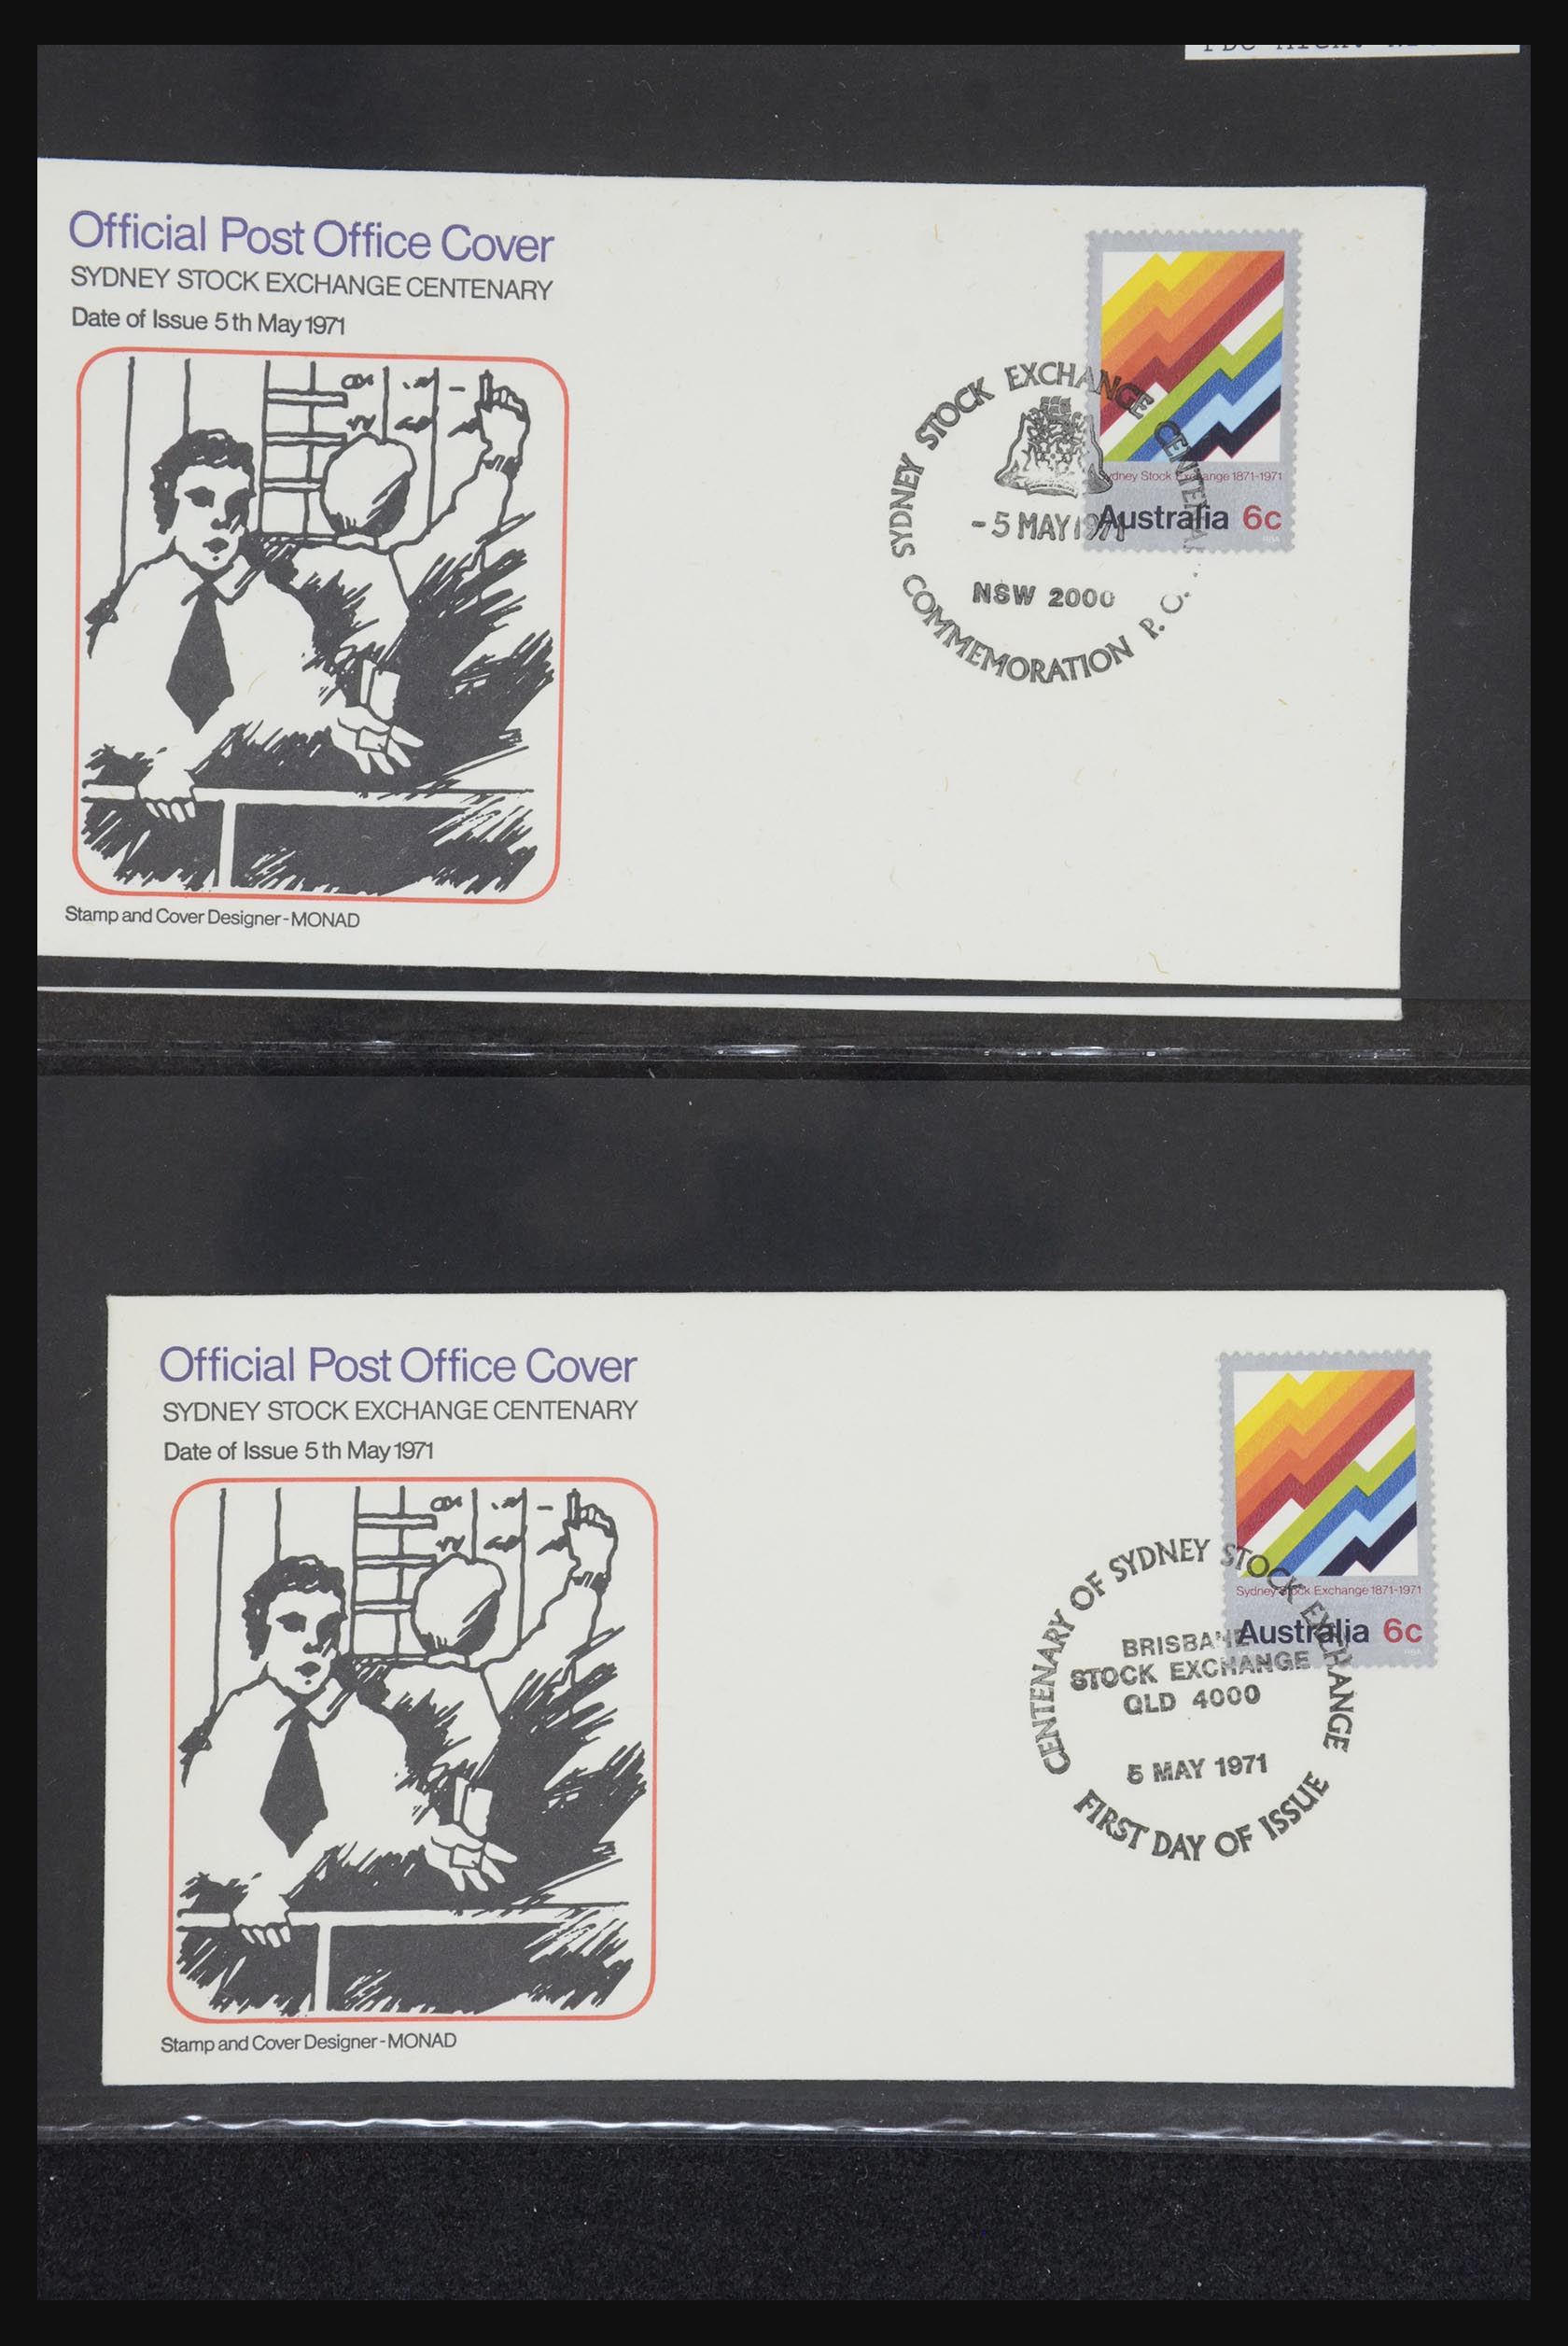 Official Post Office Cover
SYDNEY STOCK EXCHANGE CENTENARY
Date of Issue 5th May 1971
Stamp and Cover Designer-MONAD
Sydney Stock Exchange 1871-1971
Australia 6c
SYDNEY STOCK EXCHANGE CENTENARY
-5 MAY 1971
NSW 2000
COMMEMORATION P.O.
Official Post Office Cover
SYDNEY STOCK EXCHANGE CENTENARY
Date of Issue 5th May 1971
Stamp and Cover Designer-MONAD
Sydney Stock Exchange 1871-1971
Australia 6c
CENTENARY OF SYDNEY STOCK EXCHANGE
BRISBANE
STOCK EXCHANGE
QLD 4000
5 MAY 1971
FIRST DAY OF ISSUE